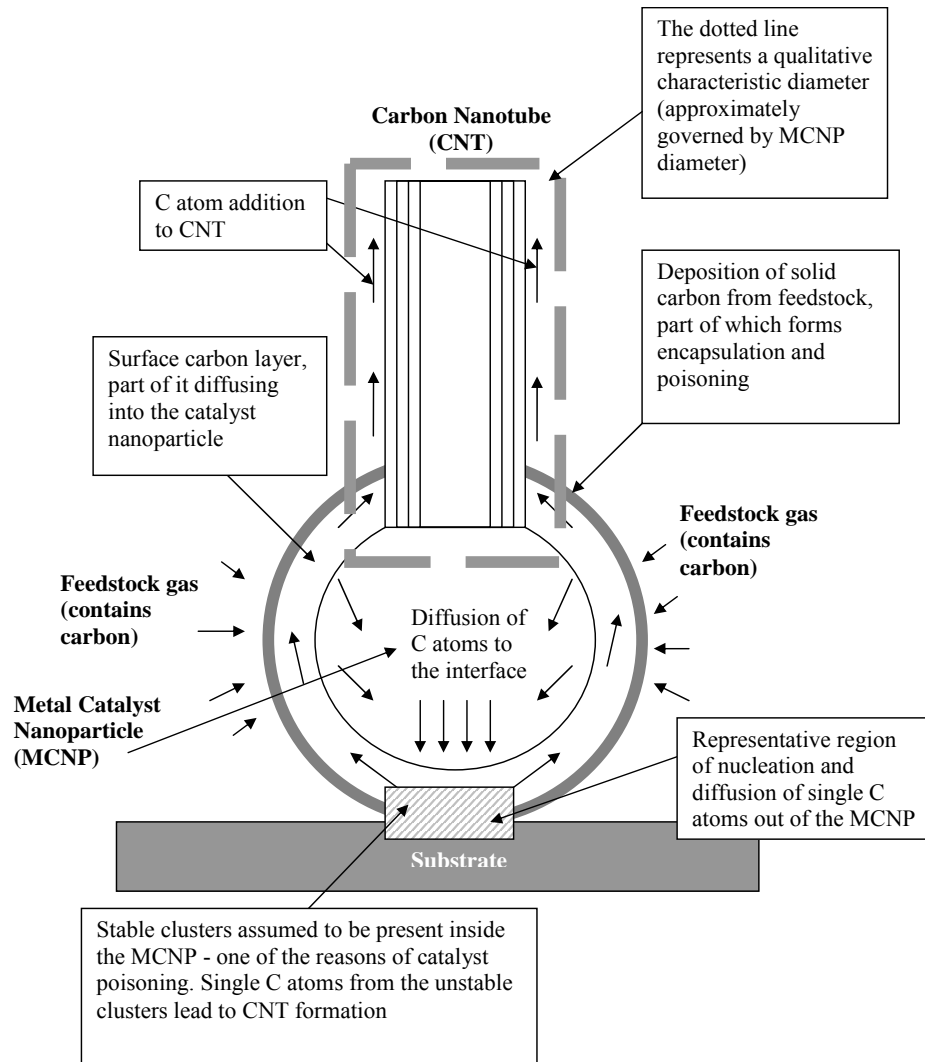 The dotted line
represents a qualitative
characteristic diameter
(approximately
governed by MCNP
diameter)
Carbon Nanotube
(CNT)
C atom addition
to CNT
Deposition of solid
carbon from feedstock,
part of which forms
encapsulation and
poisoning
Surface carbon layer,
part of it diffusing
into the catalyst
nanoparticle
Feedstock gas
(contains
carbon)
Feedstock gas
(contains
carbon)
Diffusion of
C atoms to
the interface
Metal Catalyst
Nanoparticle
(MCNP)
Representative region
of nucleation and
diffusion of single C
atoms out of the MCNP
Substrate
Stable clusters assumed to be present inside
the MCNP - one of the reasons of catalyst
poisoning. Single C atoms from the unstable
clusters lead to CNT formation